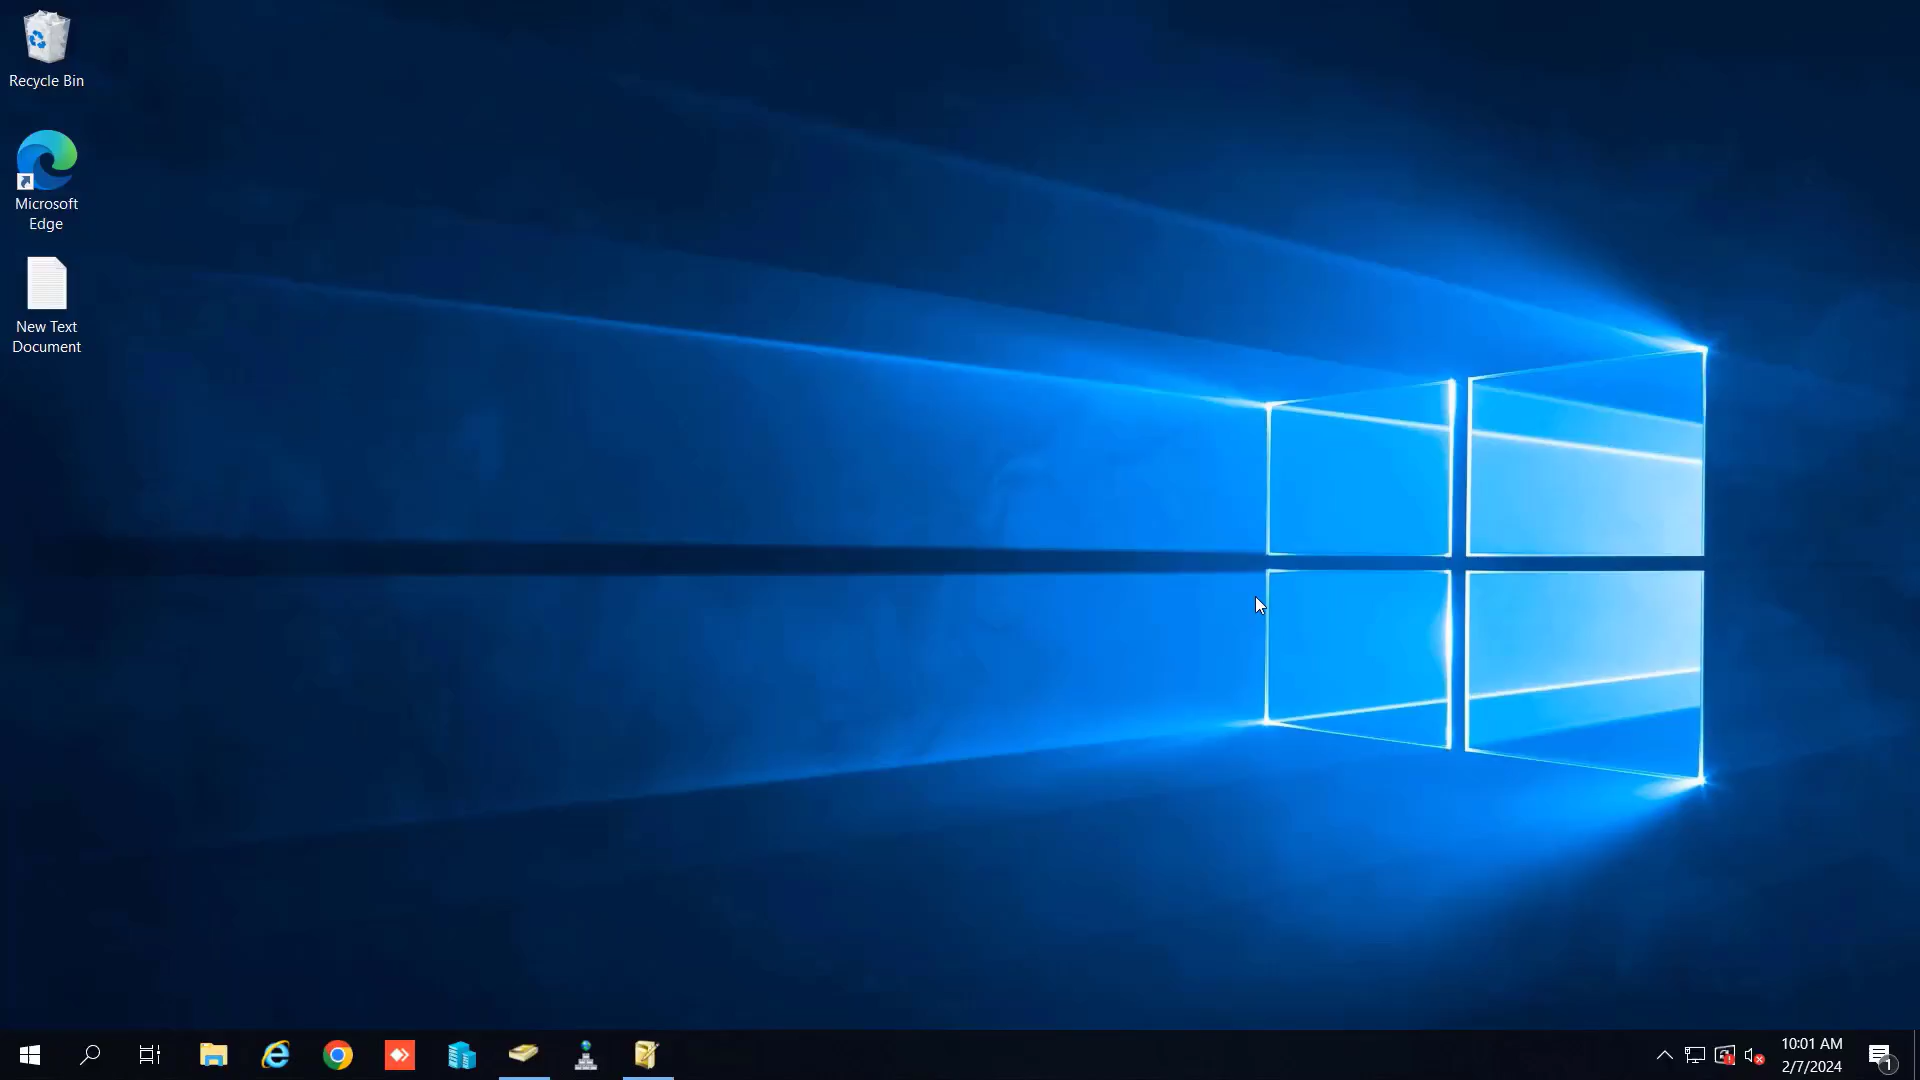 Recycle Bin
Microsoft
Edge
New Text
Document
10:01 AM
2/7/2024
1